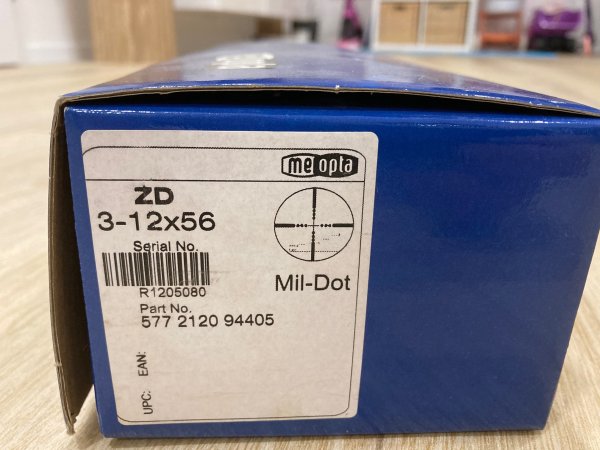 meopta
ZD
3-12x56
Serial No.
R1205080
Mil-Dot
Part No.
577 2120 94405
UPC: EAN: